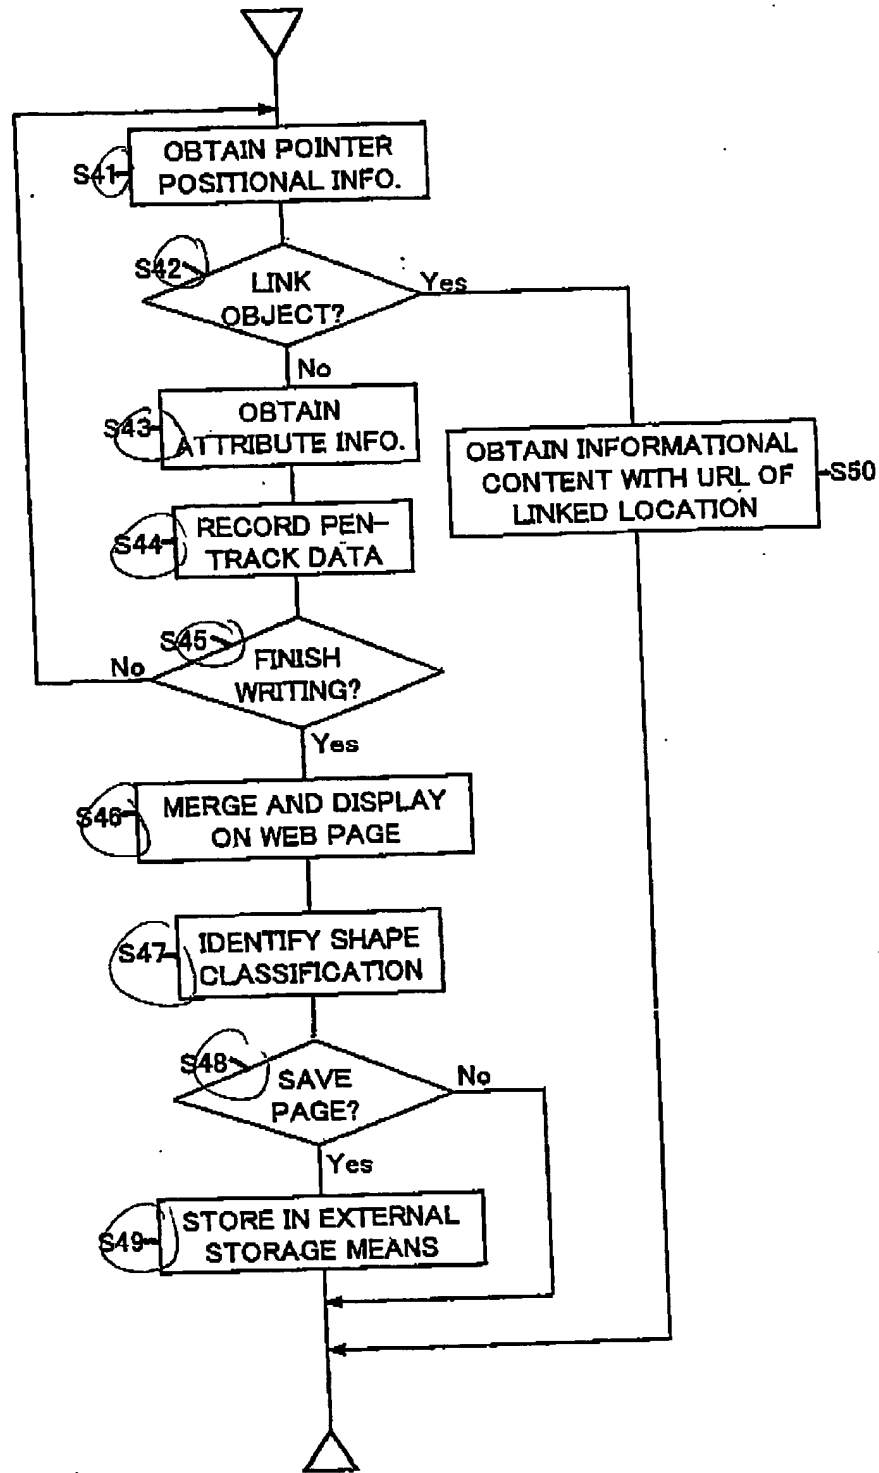 S41
OBTAIN POINTER
POSITIONAL INFO.
S42
LINK
OBJECT?
Yes
No
S43
OBTAIN
ATTRIBUTE INFO.
OBTAIN INFORMATIONAL
CONTENT WITH URL OF
LINKED LOCATION
S50
S44
RECORD PEN-
TRACK DATA
S45
FINISH
WRITING?
No
Yes
S46
MERGE AND DISPLAY
ON WEB PAGE
S47
IDENTIFY SHAPE
CLASSIFICATION
S48
SAVE
PAGE?
No
Yes
S49
STORE IN EXTERNAL
STORAGE MEANS